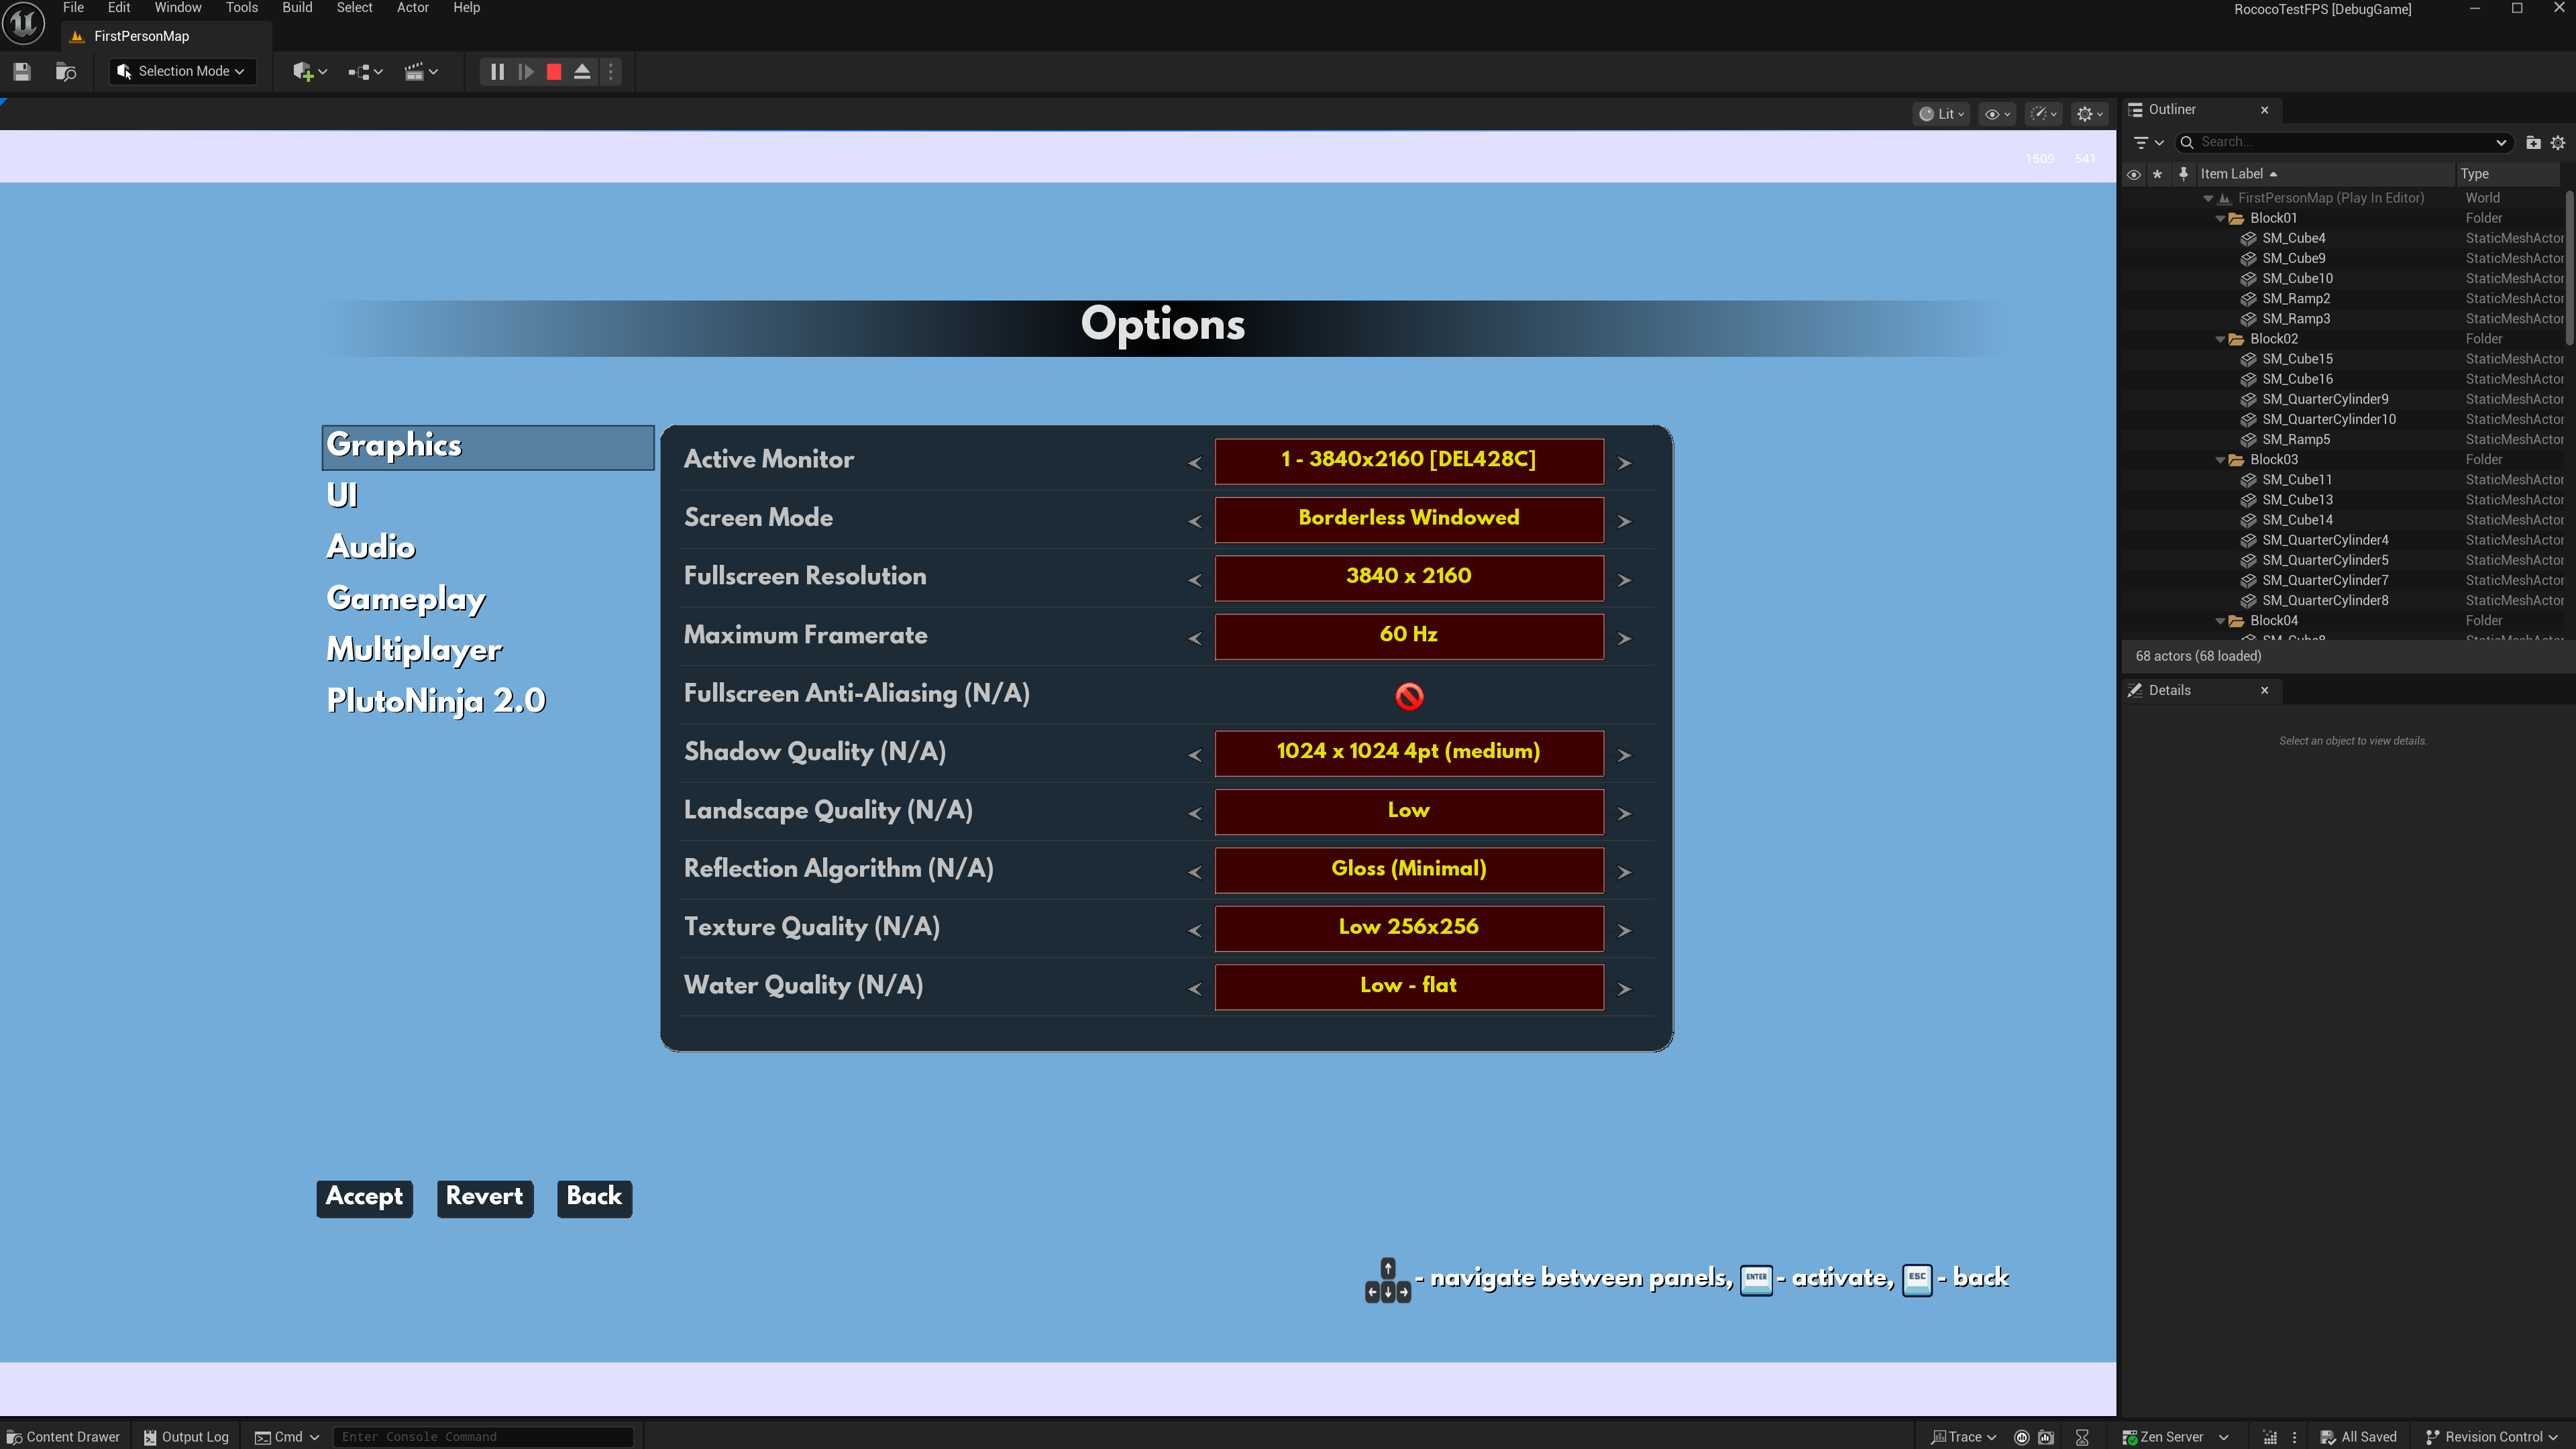 File Edit Window Tools Build Select Actor Help
RococoTestFPS [DebugGame]
FirstPersonMap
Selection Mode
Lit
Outliner
Search...
1509 541
Item Label Type
FirstPersonMap (Play In Editor) World
Block01 Folder
SM_Cube4 StaticMeshActor
SM_Cube9 StaticMeshActor
SM_Cube10 StaticMeshActor
SM_Ramp2 StaticMeshActor
SM_Ramp3 StaticMeshActor
Block02 Folder
SM_Cube15 StaticMeshActor
SM_Cube16 StaticMeshActor
SM_QuarterCylinder9 StaticMeshActor
SM_QuarterCylinder10 StaticMeshActor
SM_Ramp5 StaticMeshActor
Block03 Folder
SM_Cube11 StaticMeshActor
SM_Cube13 StaticMeshActor
SM_Cube14 StaticMeshActor
SM_QuarterCylinder4 StaticMeshActor
SM_QuarterCylinder5 StaticMeshActor
SM_QuarterCylinder7 StaticMeshActor
SM_QuarterCylinder8 StaticMeshActor
Block04 Folder
68 actors (68 loaded)
Details
Select an object to view details.
Options
Graphics
UI
Audio
Gameplay
Multiplayer
PlutoNinja 2.0
Active Monitor 1 - 3840x2160 [DEL428C]
Screen Mode Borderless Windowed
Fullscreen Resolution 3840 x 2160
Maximum Framerate 60 Hz
Fullscreen Anti-Aliasing (N/A)
Shadow Quality (N/A) 1024 x 1024 4pt (medium)
Landscape Quality (N/A) Low
Reflection Algorithm (N/A) Gloss (Minimal)
Texture Quality (N/A) Low 256x256
Water Quality (N/A) Low - flat
Accept Revert Back
- navigate between panels, ENTER - activate, ESC - back
Content Drawer Output Log Cmd Enter Console Command Trace Zen Server All Saved Revision Control